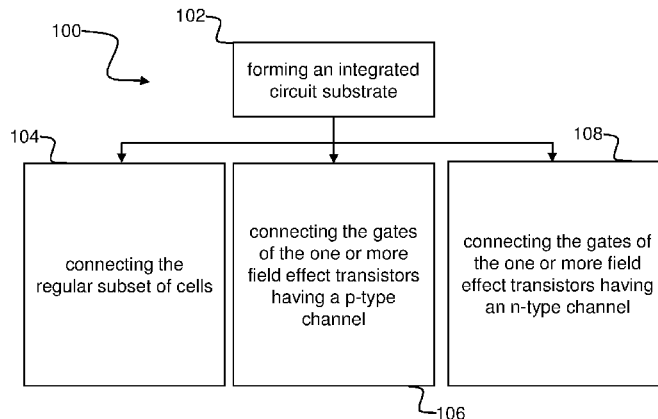 102
100
forming an integrated
circuit substrate
104
108
connecting the
regular subset of cells
connecting the gates
of the one or more
field effect transistors
having a p-type
channel
connecting the gates of
the one or more field
effect transistors having
an n-type channel
106